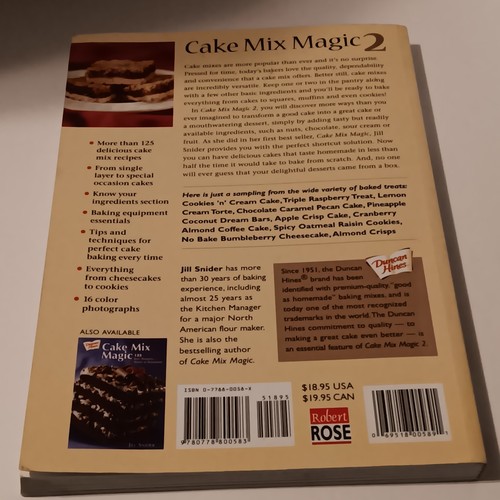 Cake Mix Magic 2
Cake mixes are more popular than ever and it's no surprise.
Pressed for time, today's bakers love the quality, dependability
and convenience that a cake mix offers. Better still, cake mixes
are incredibly versatile. Keep one or two in the pantry along
with a few other basic ingredients and you'll be ready to bake
everything from cakes to squares, muffins and even cookies!
In Cake Mix Magic 2, you will discover more ways than you
ever imagined to transform a good cake into a great cake or
a mouthwatering dessert, simply by adding tasty but readily
available ingredients, such as nuts, chocolate, sour cream or
fruit. As she did in her first best seller, Cake Mix Magic, Jill
Snider provides you with the perfect shortcut solution. Now
you can have delicious cakes that taste homemade in less than
half the time it would take to bake from scratch. And, no one
will ever guess that your delightful desserts came from a box.
• More than 125
delicious cake
mix recipes
• From single
layer to special
occasion cakes
• Know your
ingredients section
• Baking equipment
essentials
• Tips and
techniques for
perfect cake
baking every time
• Everything
from cheesecakes
to cookies
• 16 color
photographs
Here is just a sampling from the wide variety of baked treats:
Cookies 'n' Cream Cake, Triple Raspberry Treat, Lemon
Cream Torte, Chocolate Caramel Pecan Cake, Pineapple
Coconut Dream Bars, Apple Crisp Cake, Cranberry
Almond Coffee Cake, Spicy Oatmeal Raisin Cookies,
No Bake Bumbleberry Cheesecake, Almond Crisps
Jill Snider has more
than 30 years of baking
experience, including
almost 25 years as
the Kitchen Manager
for a major North
American flour maker.
She is also the
bestselling author
of Cake Mix Magic.
Duncan
Hines
Since 1951, the Duncan
Hines® brand has been
identified with premium-quality, "good
as homemade" baking mixes, and is
today one of the most recognized
trademarks in the world. The Duncan
Hines commitment to quality — to
making a great cake even better — is
an essential feature of Cake Mix Magic 2.
ALSO AVAILABLE
Cake Mix
Magic
ISBN 0-7788-0058-X
51895
9 780778 800583
$18.95 USA
$19.95 CAN
Robert
ROSE
0 69518 00589 1